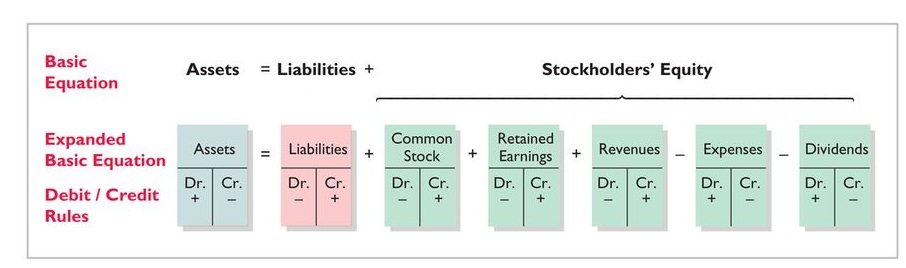 Basic
Equation
Assets = Liabilities + Stockholders' Equity
Expanded
Basic Equation
Debit / Credit
Rules
Assets = Liabilities + Common Stock + Retained Earnings + Revenues – Expenses – Dividends
Dr. Cr. Dr. Cr. Dr. Cr. Dr. Cr. Dr. Cr. Dr. Cr. Dr. Cr.
+ – – + – + – + – + + – + –